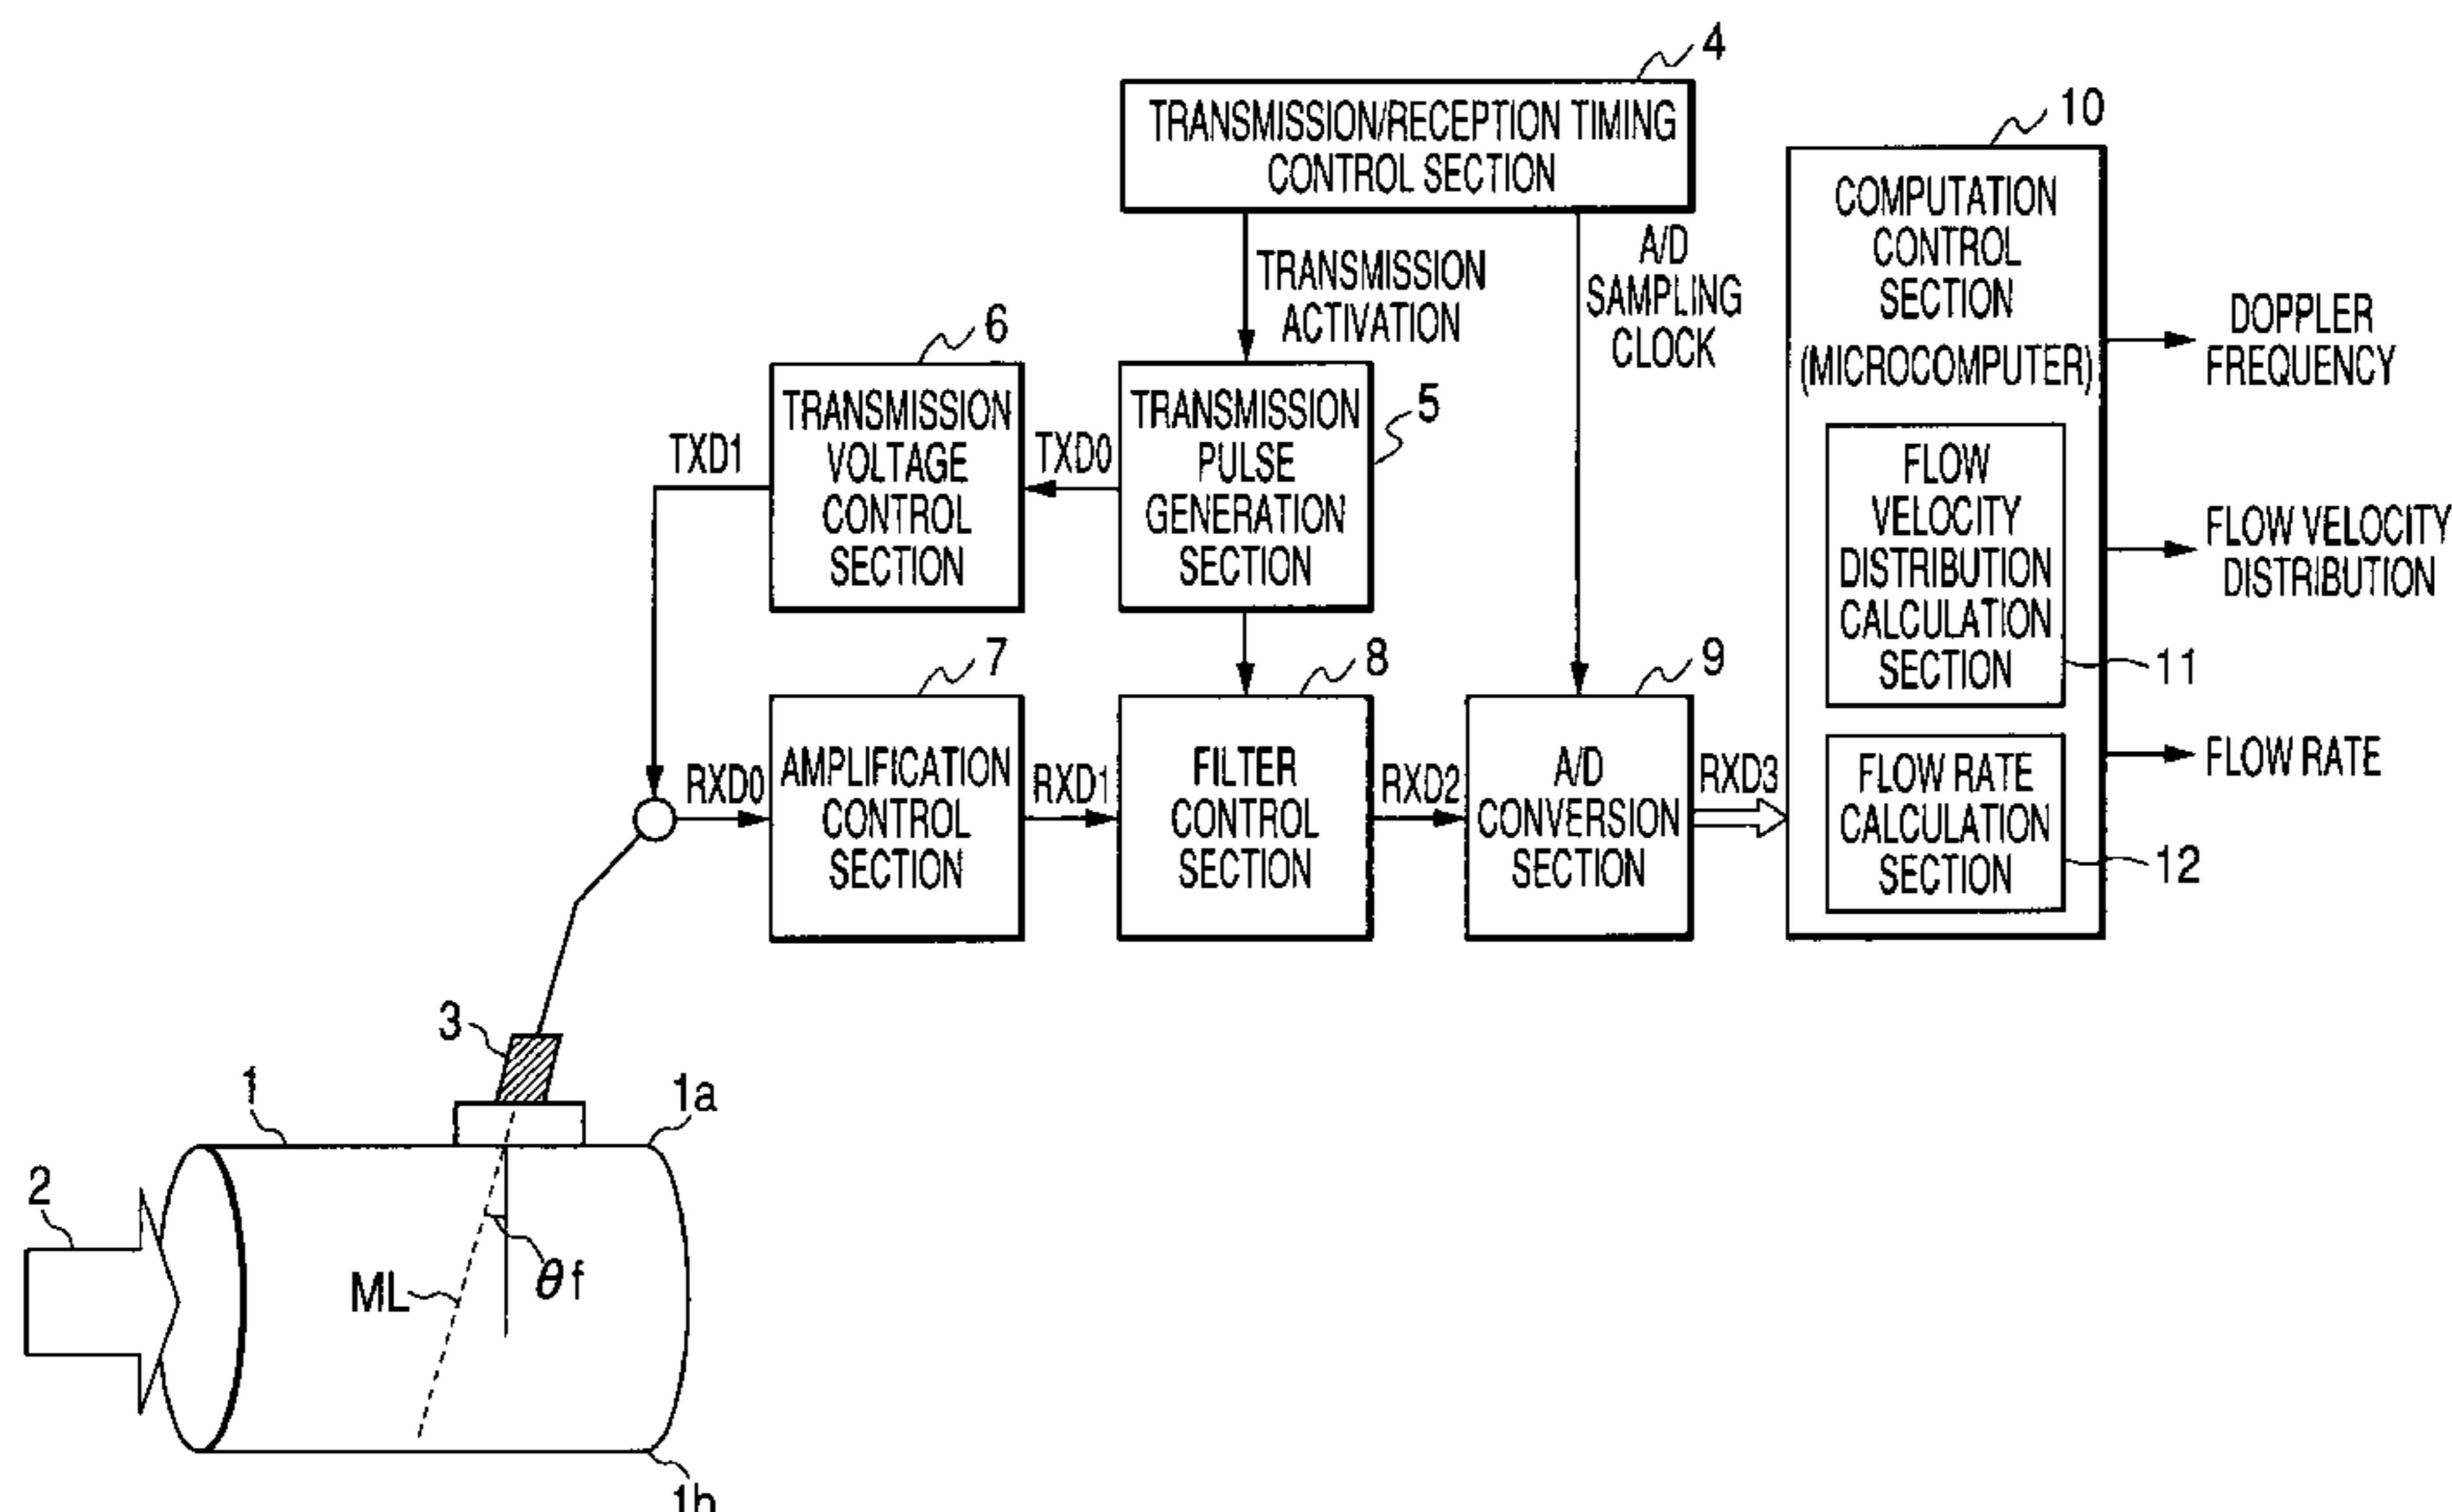 4
TRANSMISSION/RECEPTION TIMING
CONTROL SECTION
10
COMPUTATION
CONTROL
SECTION
(MICROCOMPUTER)
TRANSMISSION
ACTIVATION
A/D
SAMPLING
CLOCK
DOPPLER
FREQUENCY
6
TRANSMISSION
VOLTAGE
CONTROL
SECTION
TXD1
TXD0
TRANSMISSION
PULSE
GENERATION
SECTION
5
FLOW
VELOCITY
DISTRIBUTION
CALCULATION
SECTION
11
FLOW VELOCITY
DISTRIBUTION
7
8
9
RXD0
AMPLIFICATION
CONTROL
SECTION
RXD1
FILTER
CONTROL
SECTION
RXD2
A/D
CONVERSION
SECTION
RXD3
FLOW RATE
CALCULATION
SECTION
12
FLOW RATE
3
1
1a
2
ML
θf
1b